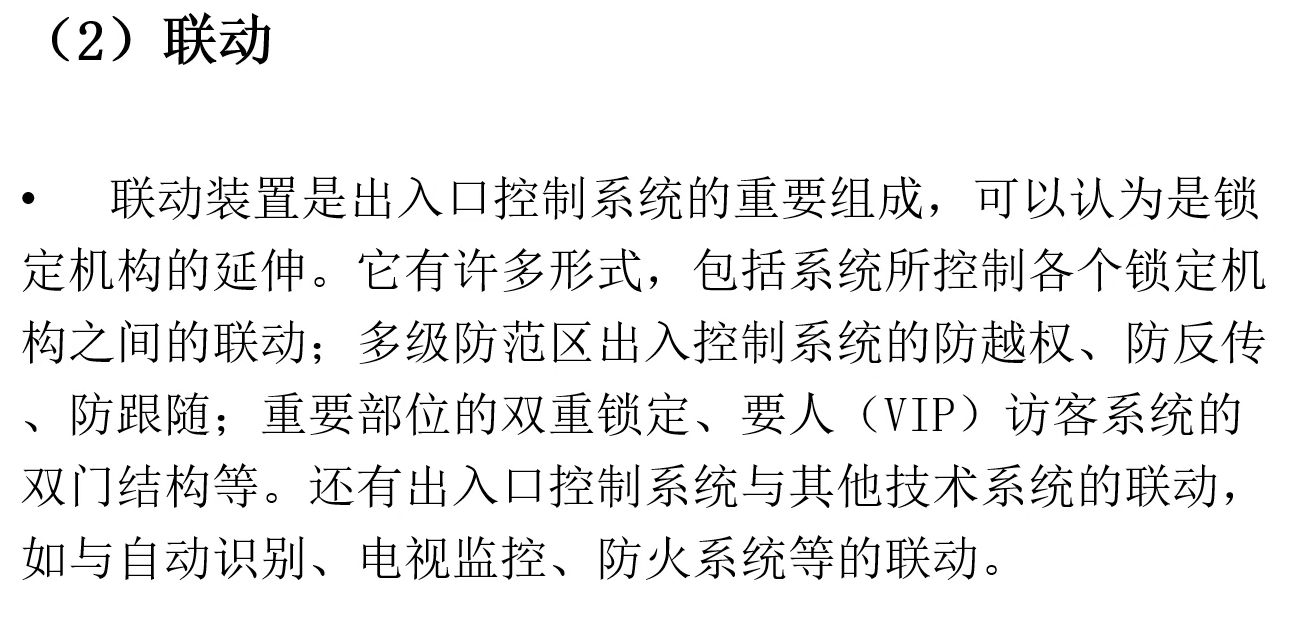 （2）联动
• 联动装置是出入口控制系统的重要组成，可以认为是锁
定机构的延伸。它有许多形式，包括系统所控制各个锁定机
构之间的联动；多级防范区出入控制系统的防越权、防反传
、防跟随；重要部位的双重锁定、要人（VIP）访客系统的
双门结构等。还有出入口控制系统与其他技术系统的联动，
如与自动识别、电视监控、防火系统等的联动。